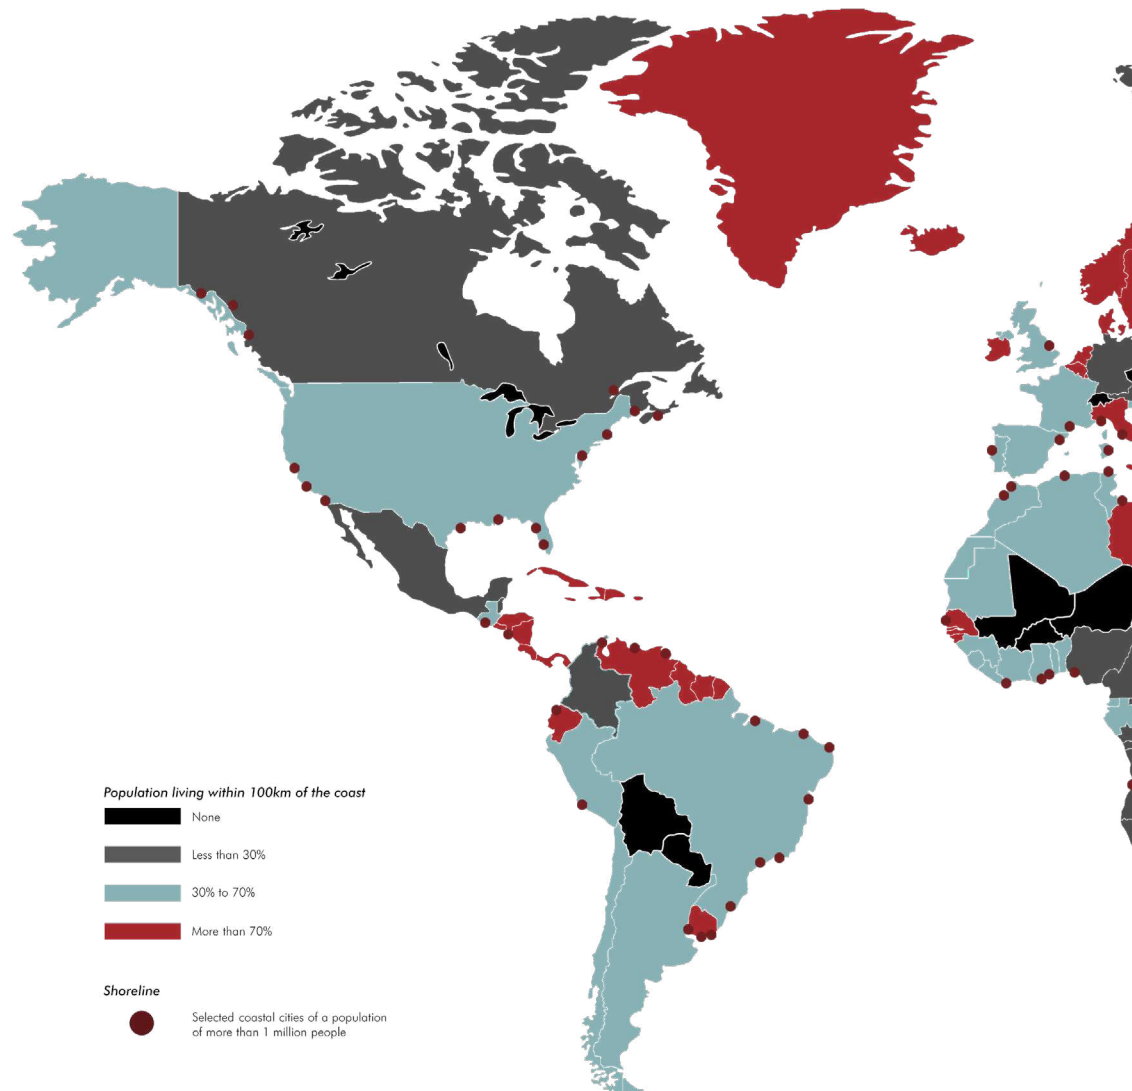 Population living within 100km of the coast
None
Less than 30%
30% to 70%
More than 70%
Shoreline
Selected coastal cities of a population
of more than 1 million people